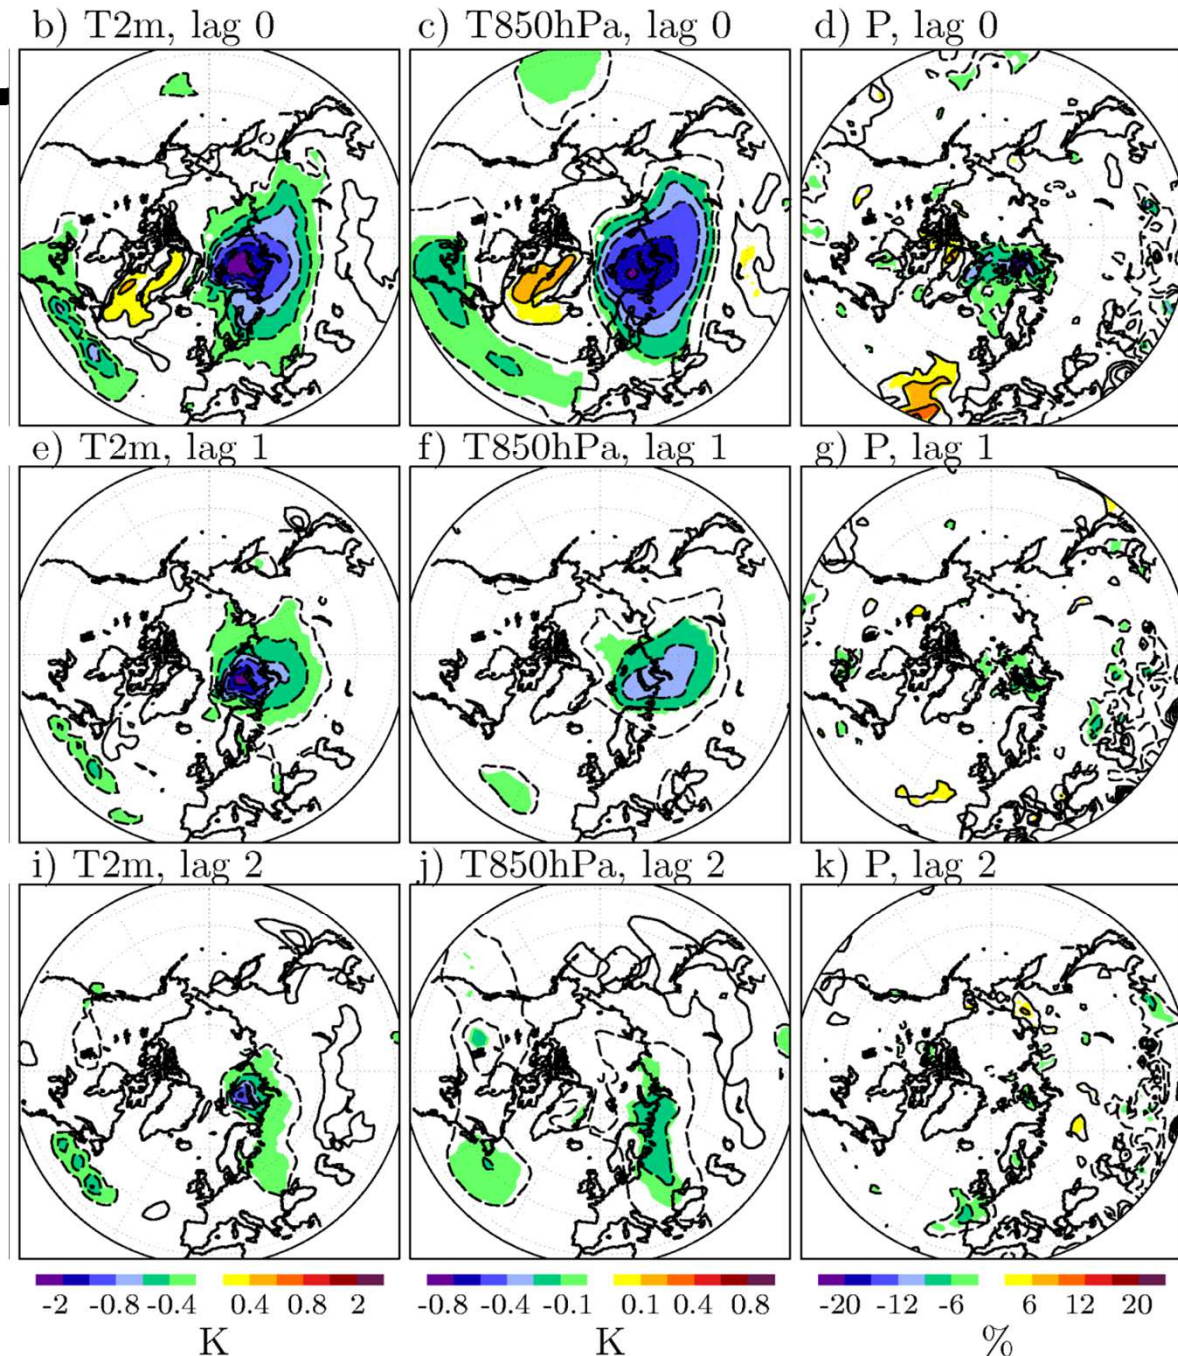 b) T2m, lag 0
c) T850hPa, lag 0
d) P, lag 0
e) T2m, lag 1
f) T850hPa, lag 1
g) P, lag 1
i) T2m, lag 2
j) T850hPa, lag 2
k) P, lag 2
-2 -0.8 -0.4 0.4 0.8 2
-0.8 -0.4 -0.1 0.1 0.4 0.8
-20 -12 -6 6 12 20
K
K
%